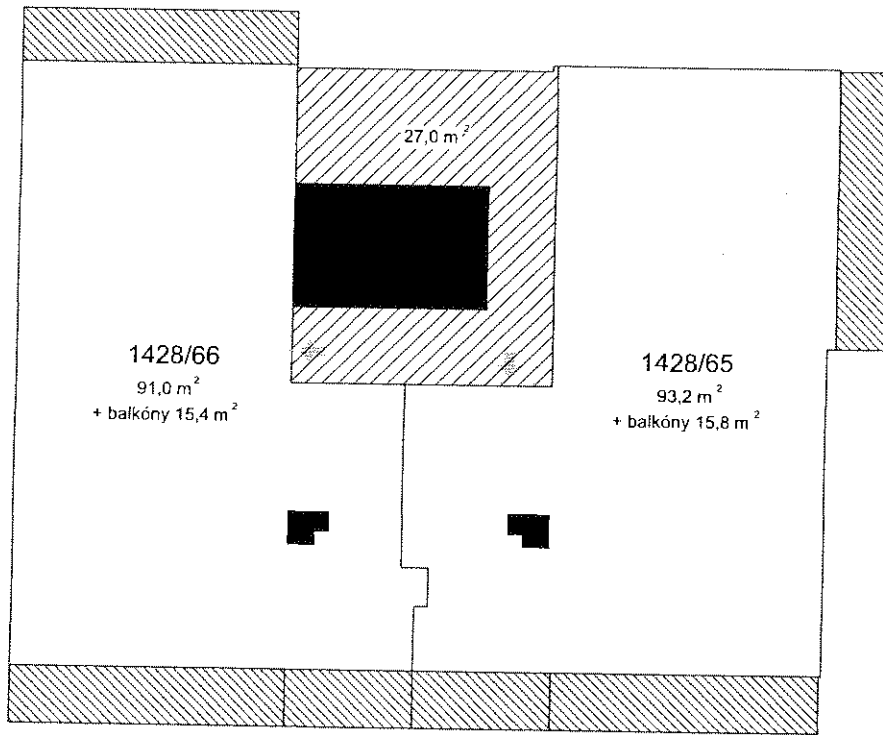 27,0 m²
1428/66
91,0 m²
+ balkóny 15,4 m²
1428/65
93,2 m²
+ balkóny 15,8 m²